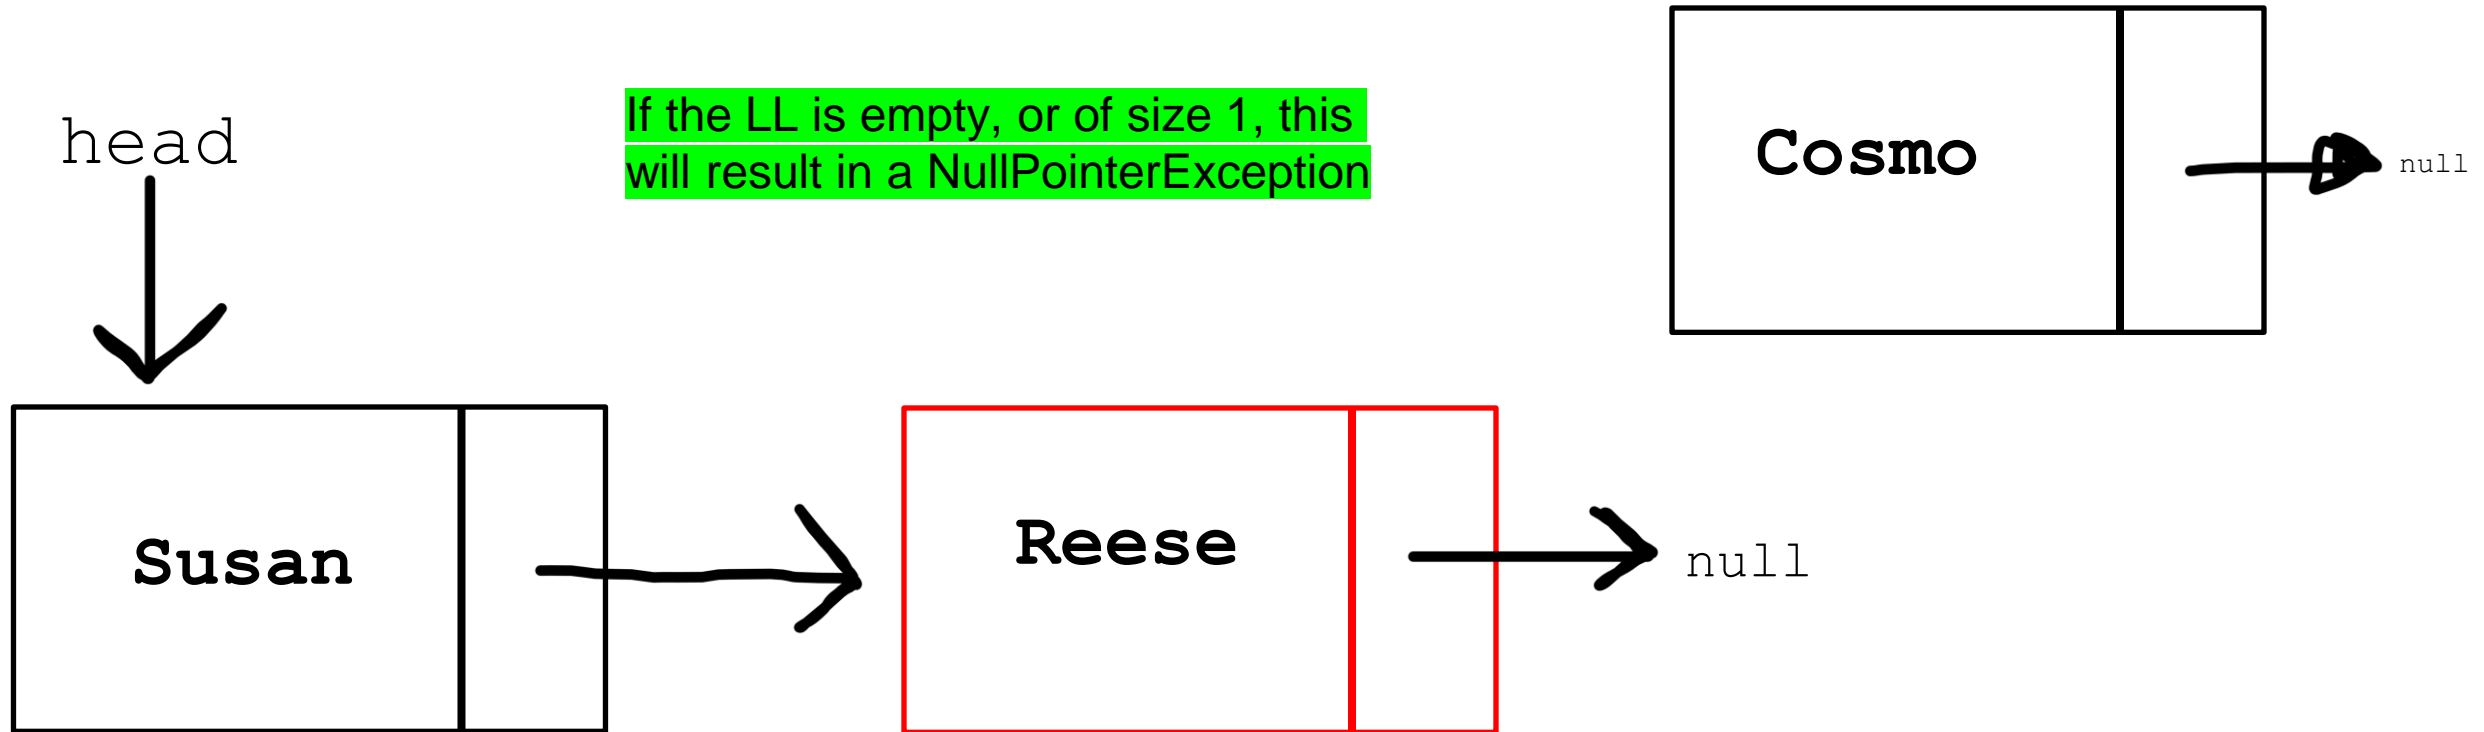 head
If the LL is empty, or of size 1, this
will result in a NullPointerException
Cosmo
null
Susan
Reese
null